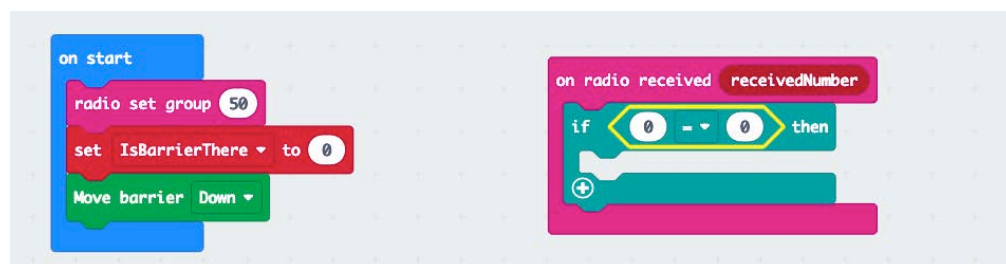 on start
radio set group 50
set IsBarrierThere to 0
Move barrier Down
on radio received receivedNumber
if 0 = 0 then